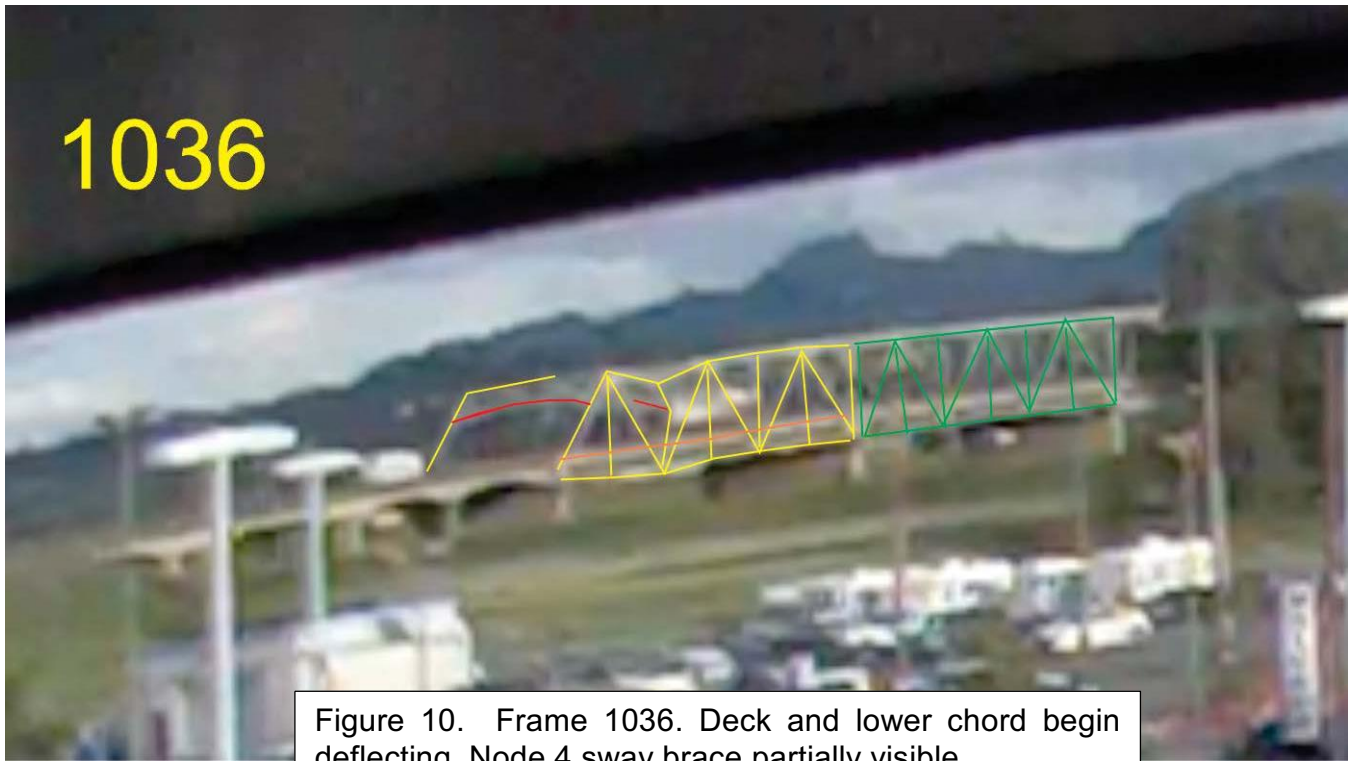 1036
Figure 10. Frame 1036. Deck and lower chord begin
deflecting. Node 4 sway brace partially visible.